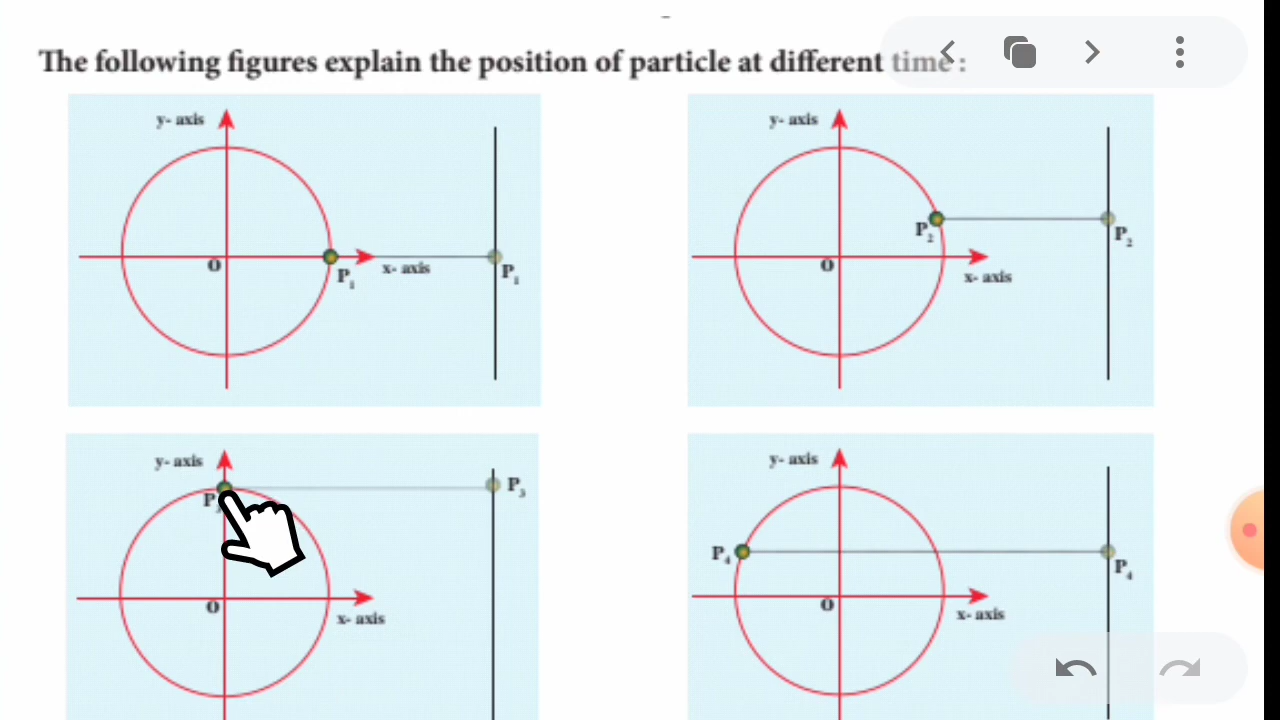 The following figures explain the position of particle at different time :
y- axis
O
P₁
x- axis
P₁
y- axis
P₂
P₂
O
x- axis
y- axis
P
P₃
O
x- axis
y- axis
P₄
P₄
O
x- axis